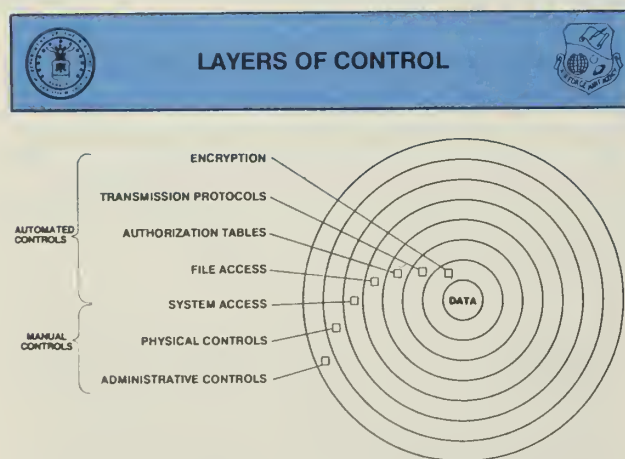 LAYERS OF CONTROL
ENCRYPTION
TRANSMISSION PROTOCOLS
AUTHORIZATION TABLES
AUTOMATED
CONTROLS
FILE ACCESS
SYSTEM ACCESS
MANUAL
CONTROLS
PHYSICAL CONTROLS
ADMINISTRATIVE CONTROLS
DATA